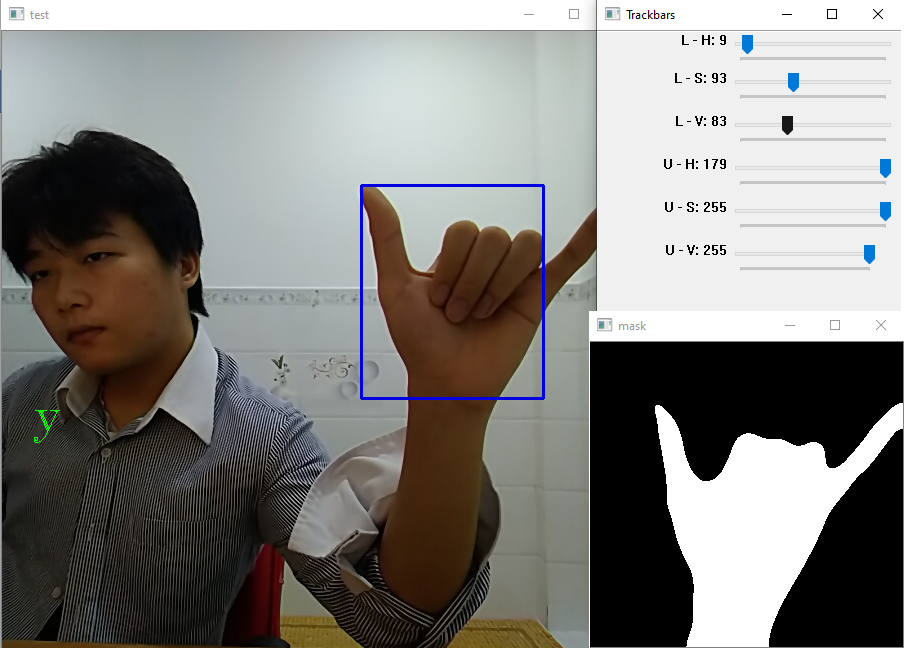 test
Trackbars
L - H: 9
L - S: 93
L - V: 83
U - H: 179
U - S: 255
U - V: 255
mask
y